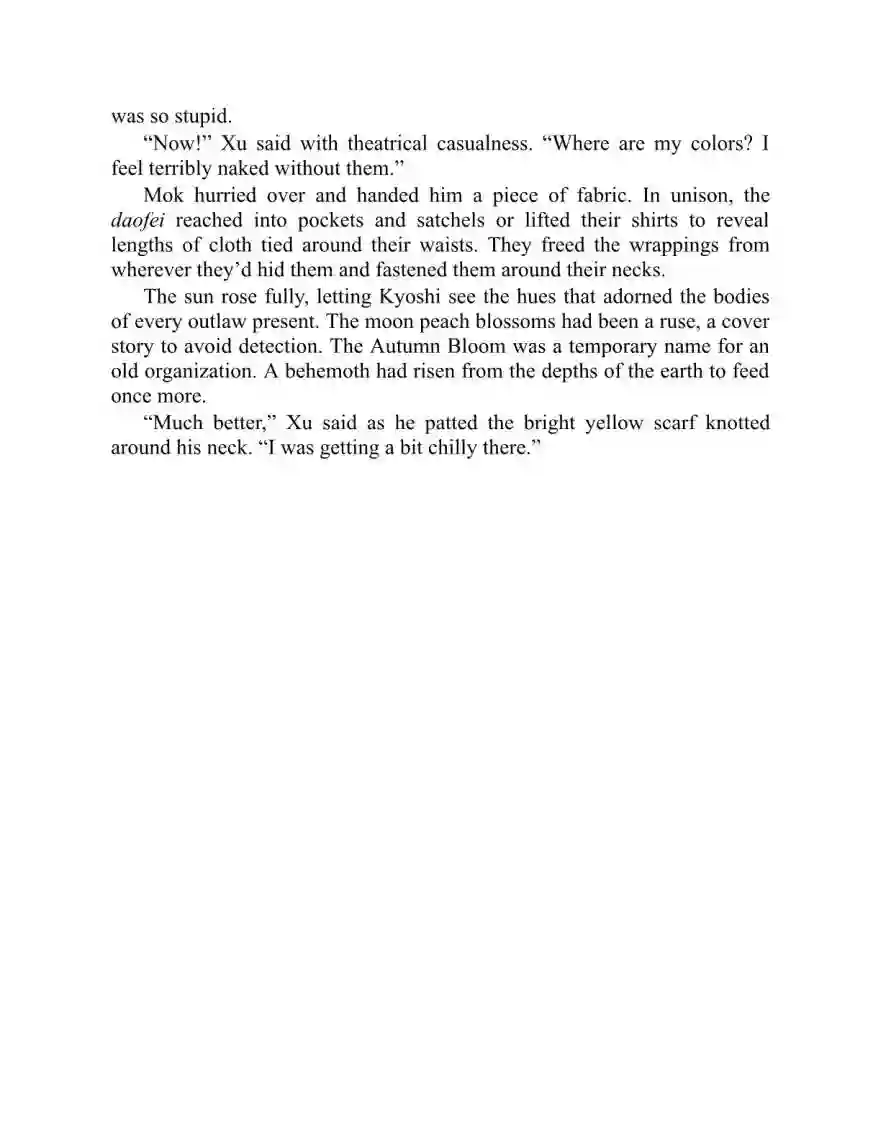 was so stupid.
“Now!” Xu said with theatrical casualness. “Where are my colors? I
feel terribly naked without them.”
Mok hurried over and handed him a piece of fabric. In unison, the
daofei reached into pockets and satchels or lifted their shirts to reveal
lengths of cloth tied around their waists. They freed the wrappings from
wherever they’d hid them and fastened them around their necks.
The sun rose fully, letting Kyoshi see the hues that adorned the bodies
of every outlaw present. The moon peach blossoms had been a ruse, a cover
story to avoid detection. The Autumn Bloom was a temporary name for an
old organization. A behemoth had risen from the depths of the earth to feed
once more.
“Much better,” Xu said as he patted the bright yellow scarf knotted
around his neck. “I was getting a bit chilly there.”